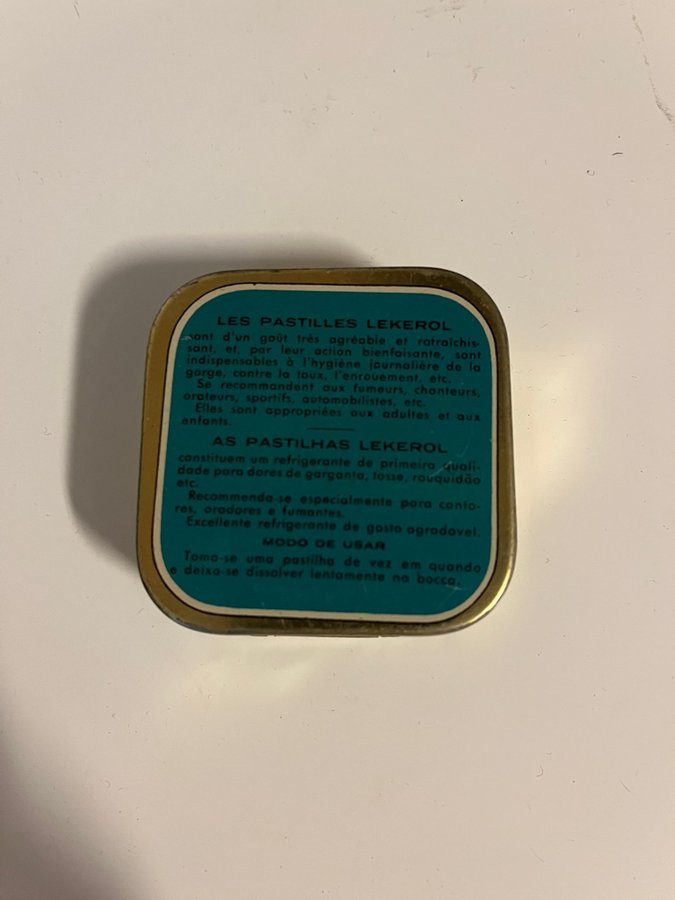 LES PASTILLES LEKEROL
sont d'un goût très agréable et ratraîchis-
sant, et, par leur action bienfaisante, sont
indispensables à l'hygiène journalière de la
gorge, contre la toux, l'enrouement, etc.
Se recommandent aux fumeurs, chanteurs,
orateurs, sportifs, automobilistes, etc.
Elles sont appropriées aux adultes et aux
enfants.
AS PASTILHAS LEKEROL
constituem um refrigerante de primeira quali-
dade para dores de garganta, tosse, rouquidão
etc.
Recomenda-se especialmente para canto-
res, oradores e fumantes.
Excellente refrigerante de gosto agradavel.
MODO DE USAR
Toma-se uma pastilha de vez em quando
e deixa-se dissolver lentamente na bocca.